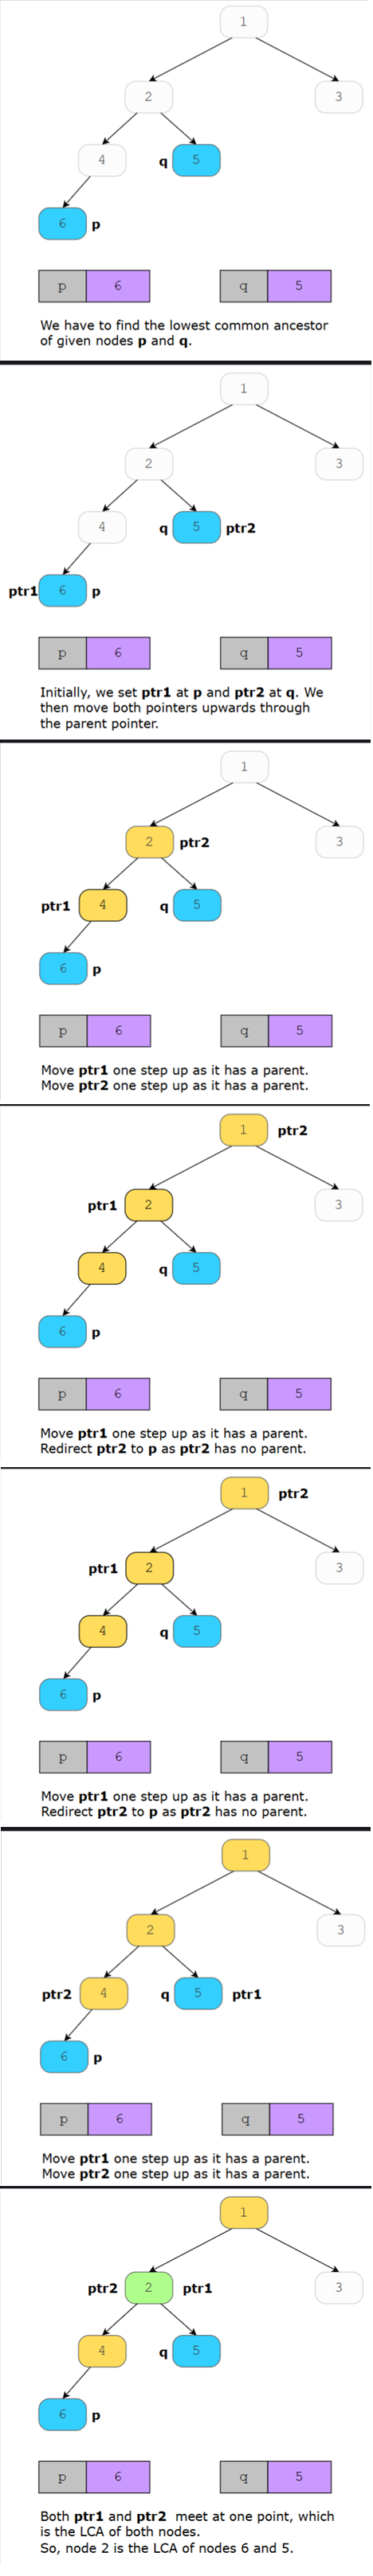 1
2
3
4
q
5
6
p
p
6
q
5
We have to find the lowest common ancestor
of given nodes p and q.
1
2
3
4
q
5
ptr2
ptr1
6
p
p
6
q
5
Initially, we set ptr1 at p and ptr2 at q. We
then move both pointers upwards through
the parent pointer.
1
2
ptr2
3
ptr1
4
q
5
6
p
p
6
q
5
Move ptr1 one step up as it has a parent.
Move ptr2 one step up as it has a parent.
1
ptr2
ptr1
2
3
4
q
5
6
p
p
6
q
5
Move ptr1 one step up as it has a parent.
Redirect ptr2 to p as ptr2 has no parent.
1
ptr2
ptr1
2
3
4
q
5
6
p
p
6
q
5
Move ptr1 one step up as it has a parent.
Redirect ptr2 to p as ptr2 has no parent.
1
2
3
ptr2
4
q
5
ptr1
6
p
p
6
q
5
Move ptr1 one step up as it has a parent.
Move ptr2 one step up as it has a parent.
1
ptr2
2
ptr1
3
4
q
5
6
p
p
6
q
5
Both ptr1 and ptr2 meet at one point, which
is the LCA of both nodes.
So, node 2 is the LCA of nodes 6 and 5.